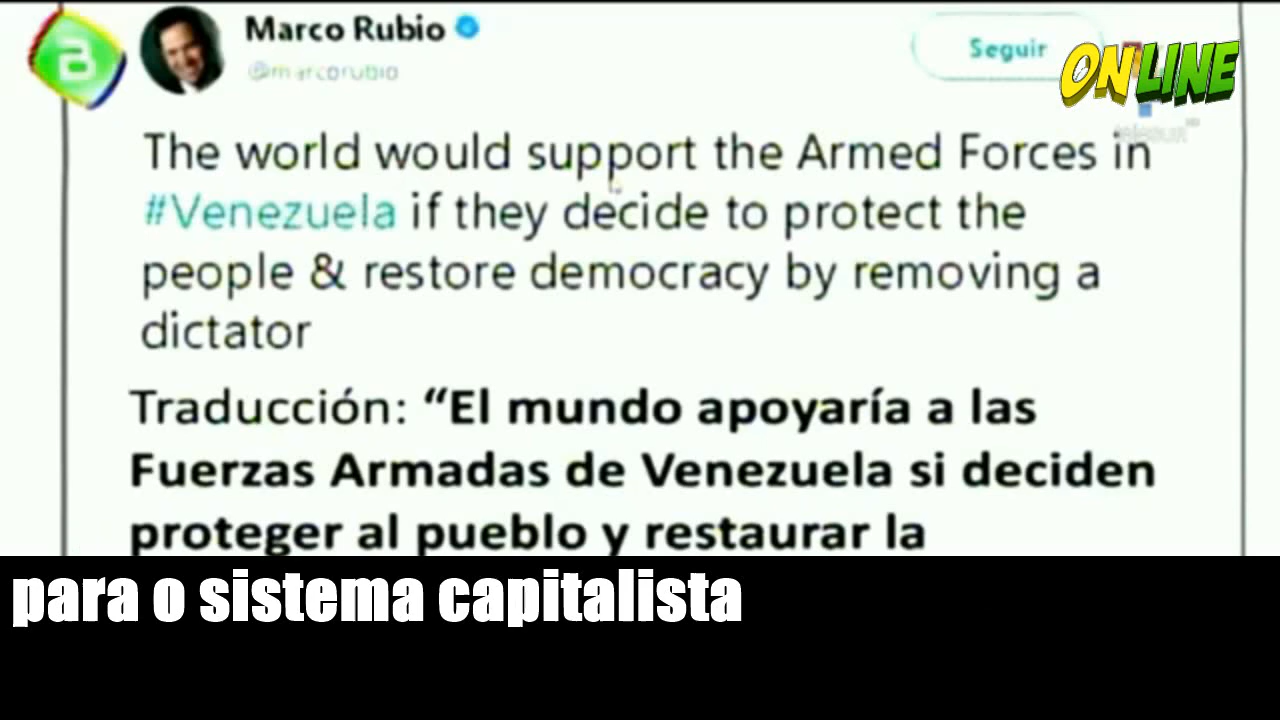 B
Marco Rubio
@marcorubio
Seguir
ONLINE
teleSUR
The world would support the Armed Forces in
#Venezuela if they decide to protect the
people & restore democracy by removing a
dictator
Traducción: “El mundo apoyaría a las
Fuerzas Armadas de Venezuela si deciden
proteger al pueblo y restaurar la
para o sistema capitalista